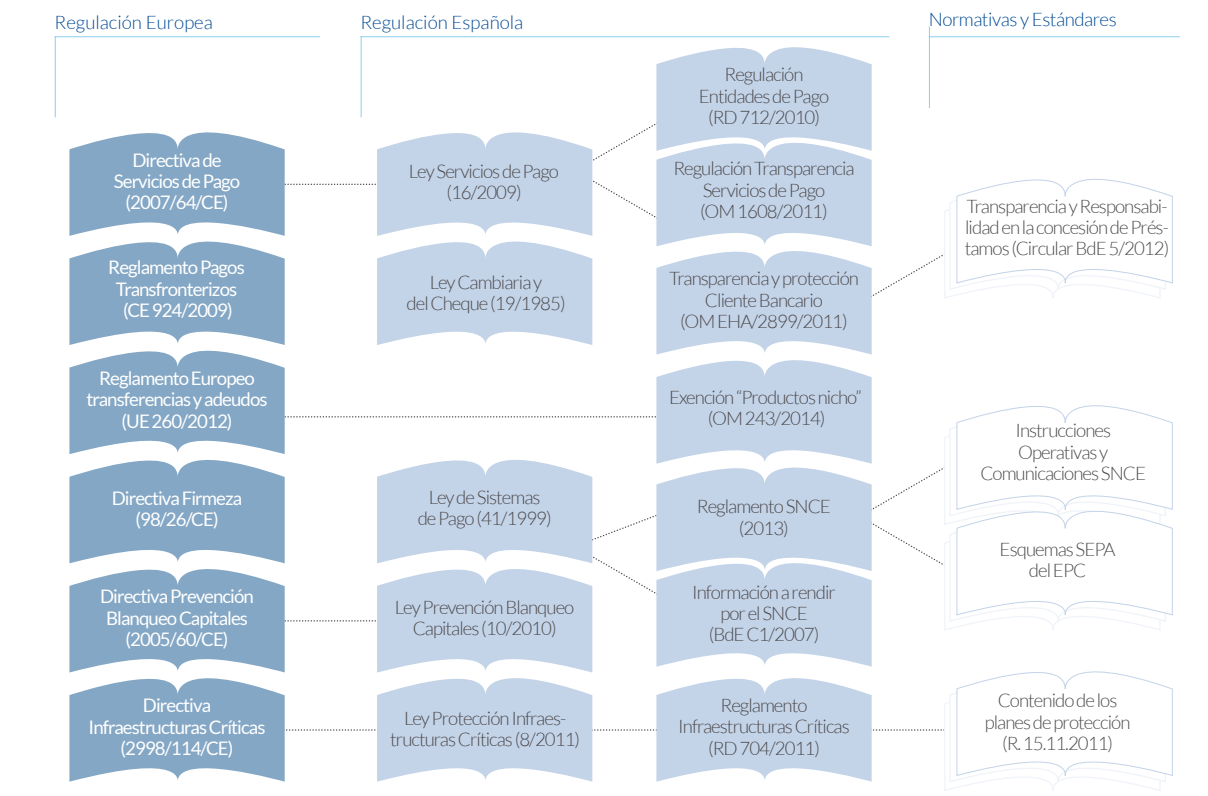 Regulación Europea
Directiva de
Servicios de Pago
(2007/64/CE)
Reglamento Pagos
Transfronterizos
(CE 924/2009)
Reglamento Europeo
transferencias y adeudos
(UE 260/2012)
Directiva Firmeza
(98/26/CE)
Directiva Prevención
Blanqueo Capitales
(2005/60/CE)
Directiva
Infraestructuras Críticas
(2998/114/CE)
Regulación Española
Ley Servicios de Pago
(16/2009)
Ley Cambiaria y
del Cheque (19/1985)
Ley de Sistemas
de Pago (41/1999)
Ley Prevención Blanqueo
Capitales (10/2010)
Ley Protección Infraes-
tructuras Críticas (8/2011)
Regulación
Entidades de Pago
(RD 712/2010)
Regulación Transparencia
Servicios de Pago
(OM 1608/2011)
Transparencia y protección
Cliente Bancario
(OM EHA/2899/2011)
Exención “Productos nicho”
(OM 243/2014)
Reglamento SNCE
(2013)
Información a rendir
por el SNCE
(BdE C1/2007)
Reglamento
Infraestructuras Críticas
(RD 704/2011)
Normativas y Estándares
Transparencia y Responsabi-
lidad en la concesión de Prés-
tamos (Circular BdE 5/2012)
Instrucciones
Operativas y
Comunicaciones SNCE
Esquemas SEPA
del EPC
Contenido de los
planes de protección
(R. 15.11.2011)